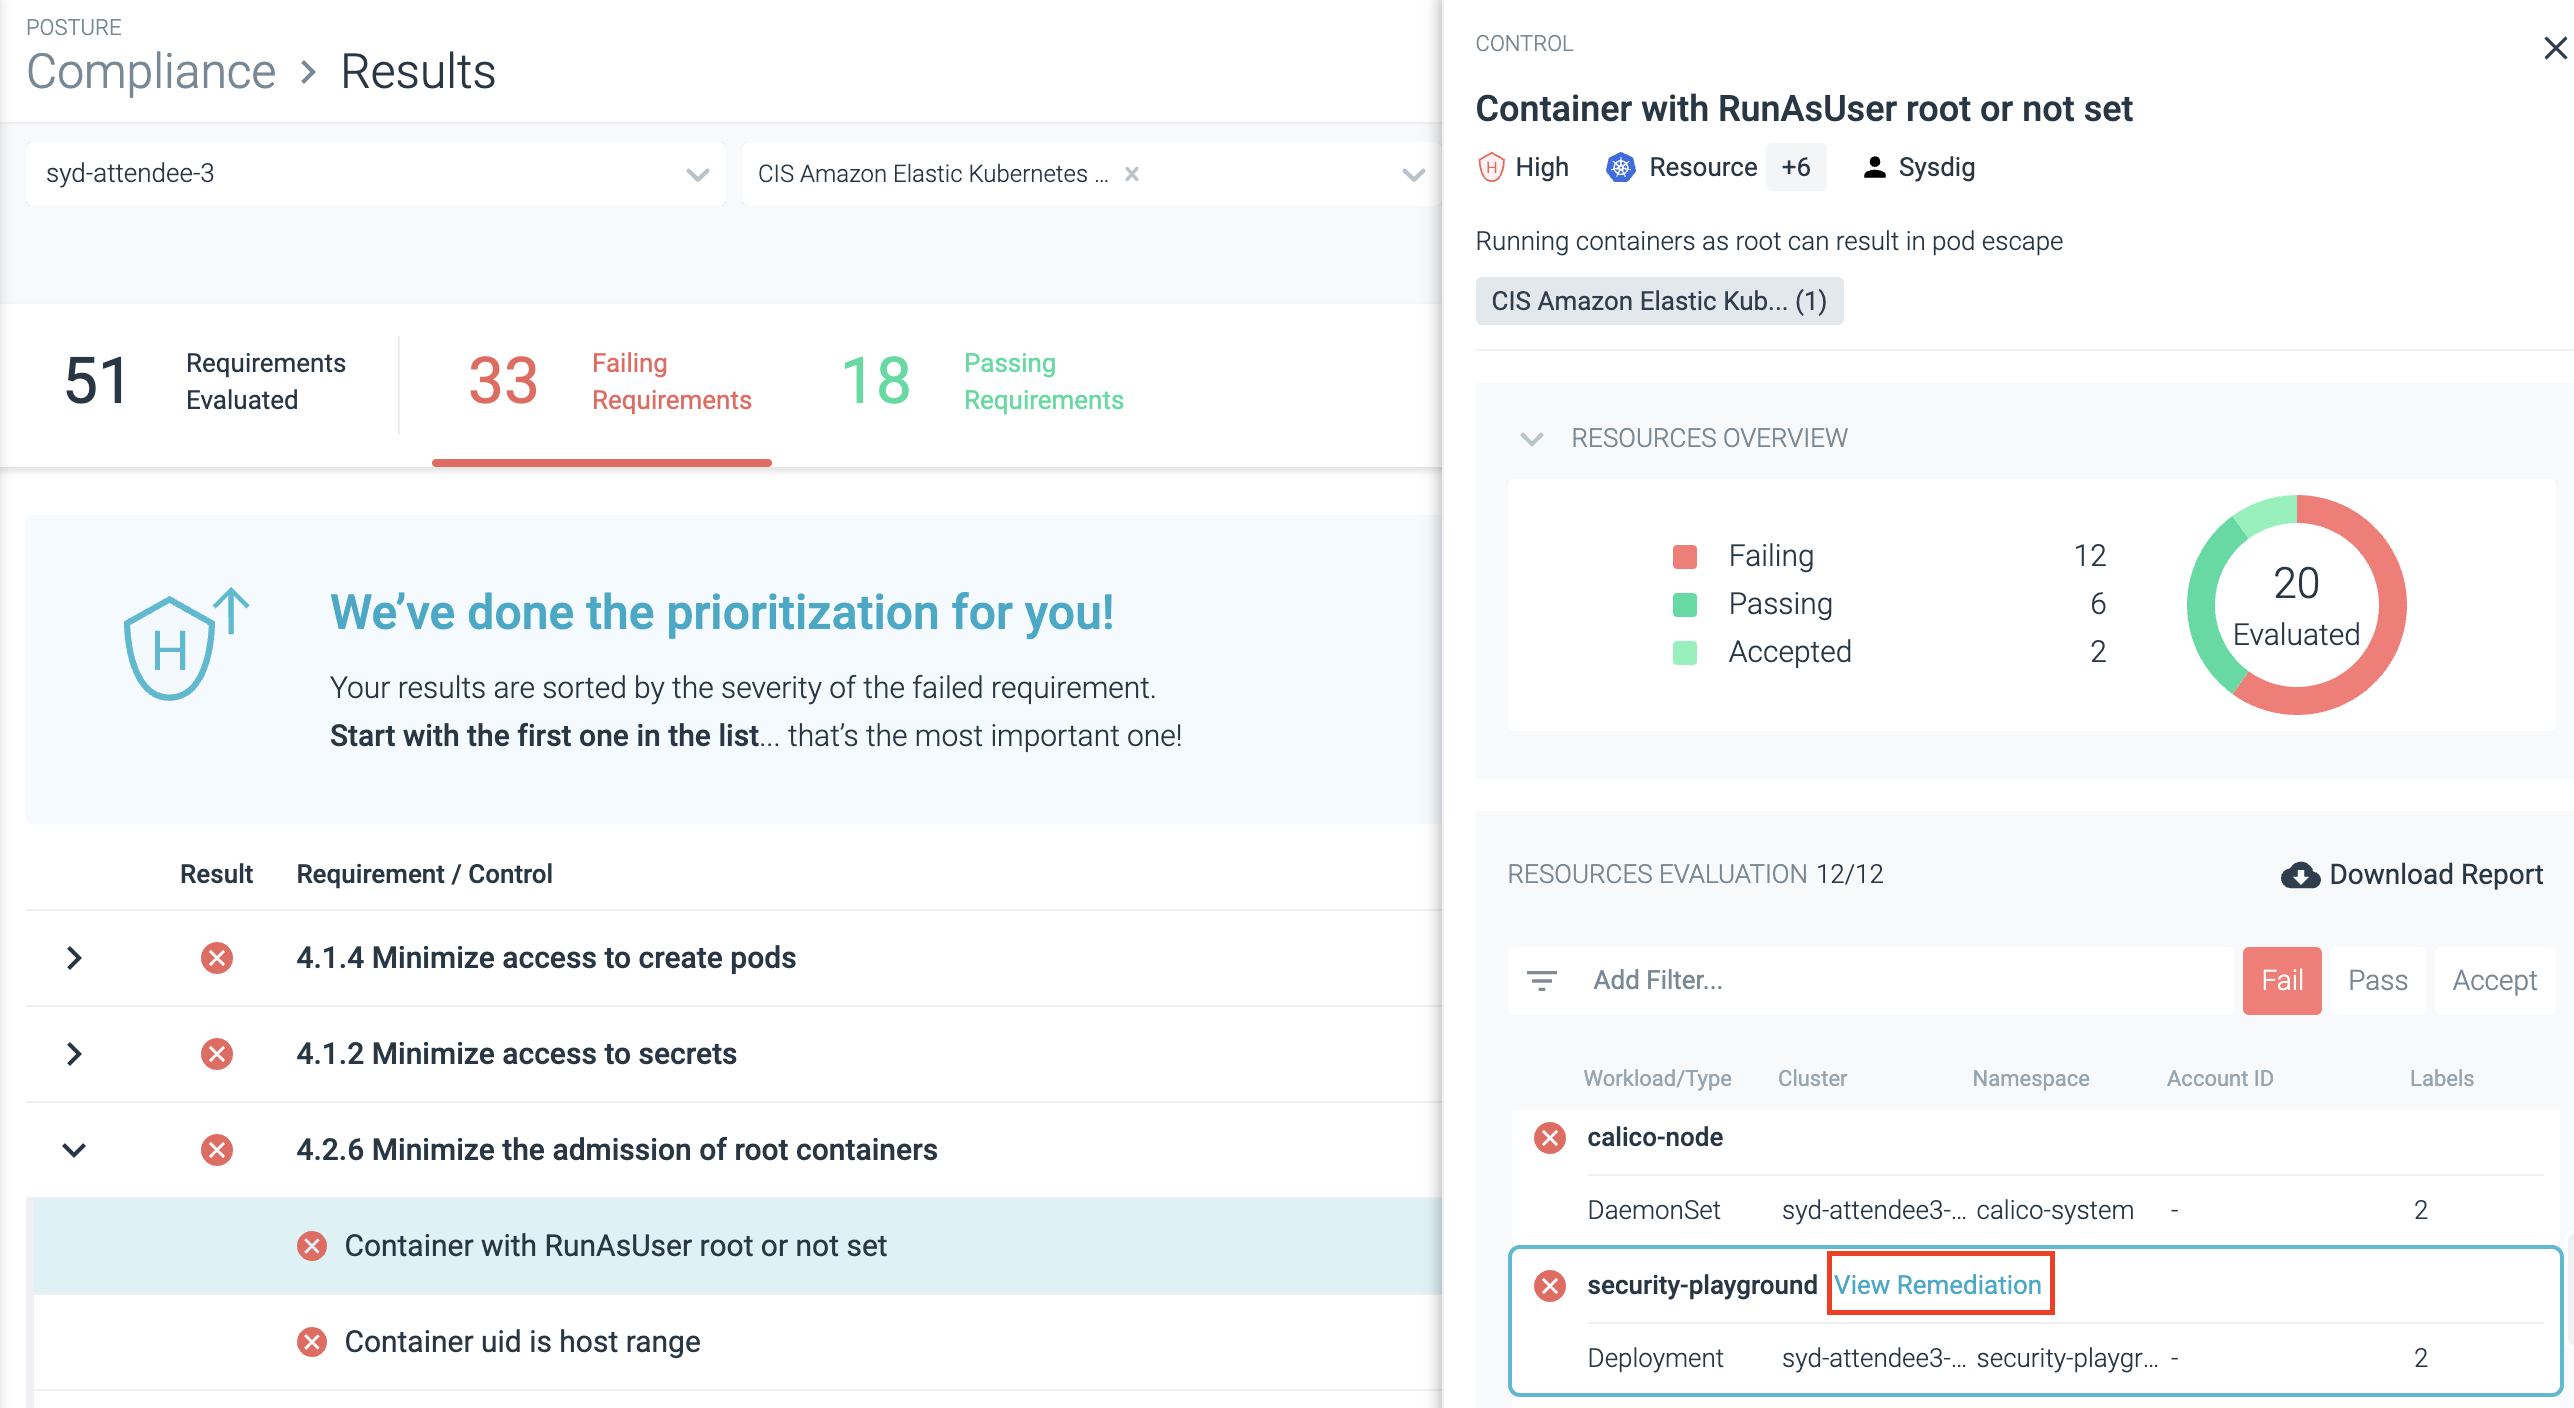 POSTURE
Compliance > Results
syd-attendee-3
CIS Amazon Elastic Kubernetes ... ×
51 Requirements Evaluated
33 Failing Requirements
18 Passing Requirements
H
We’ve done the prioritization for you!
Your results are sorted by the severity of the failed requirement.
Start with the first one in the list... that’s the most important one!
Result Requirement / Control
4.1.4 Minimize access to create pods
4.1.2 Minimize access to secrets
4.2.6 Minimize the admission of root containers
Container with RunAsUser root or not set
Container uid is host range
CONTROL
Container with RunAsUser root or not set
H High Resource +6 Sysdig
Running containers as root can result in pod escape
CIS Amazon Elastic Kub... (1)
RESOURCES OVERVIEW
Failing 12
Passing 6
Accepted 2
20
Evaluated
RESOURCES EVALUATION 12/12
Download Report
Add Filter...
Fail Pass Accept
Workload/Type Cluster Namespace Account ID Labels
calico-node
DaemonSet syd-attendee3-... calico-system - 2
security-playground View Remediation
Deployment syd-attendee3-... security-playgr... - 2